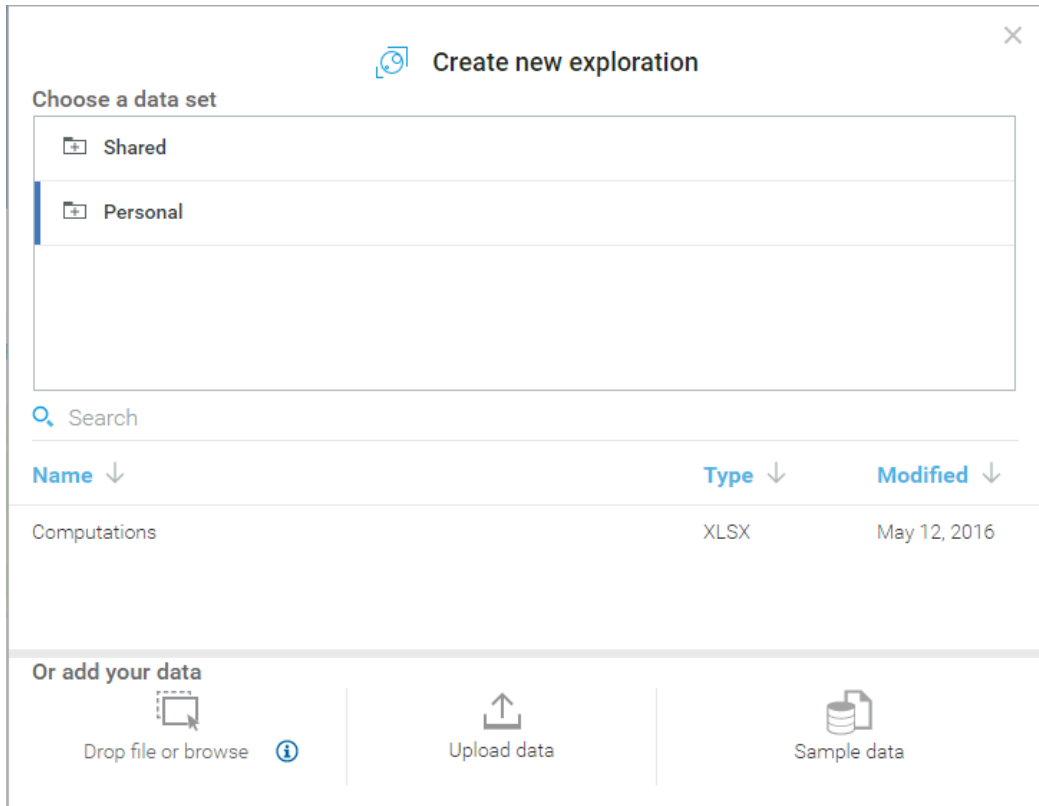 Create new exploration
Choose a data set
Shared
Personal
Search
Name Type Modified
Computations XLSX May 12, 2016
Or add your data
Drop file or browse Upload data Sample data